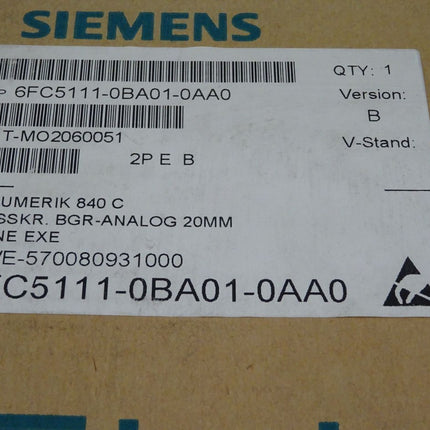 SIEMENS
P 6FC5111-0BA01-0AA0
QTY: 1
Version:
B
T-MO2060051
V-Stand:
2P E B
UMERIK 840 C
SSKR. BGR-ANALOG 20MM
NE EXE
VE-570080931000
FC5111-0BA01-0AA0